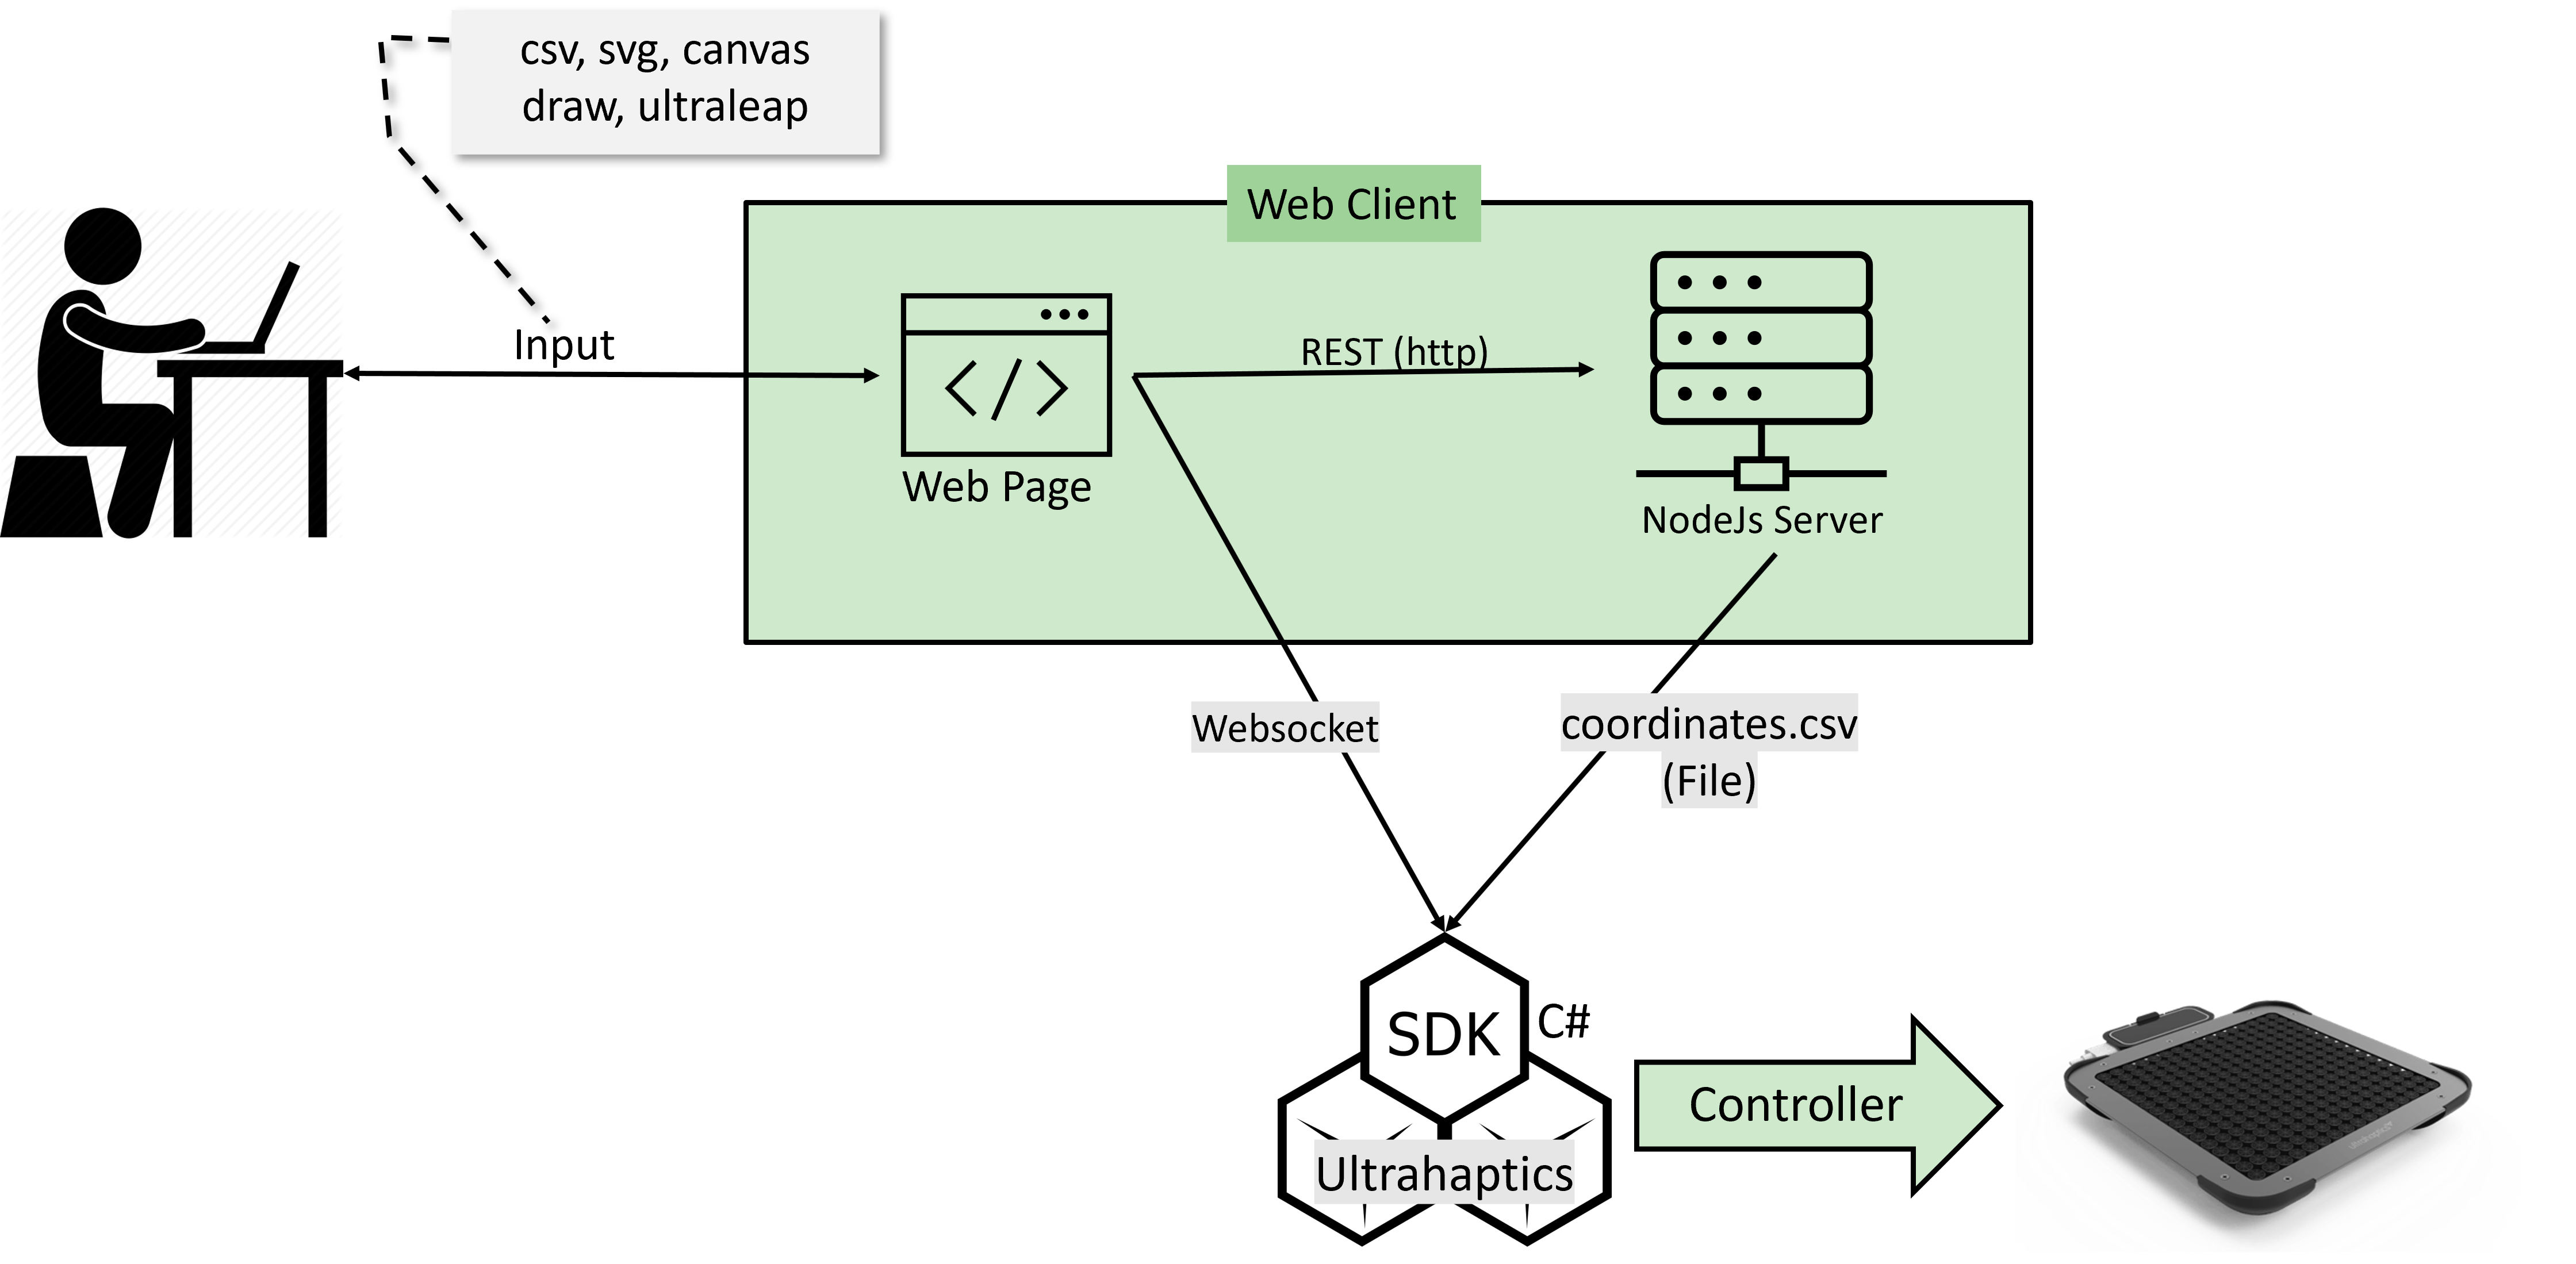 csv, svg, canvas
draw, ultraleap
Web Client
Input
</>
Web Page
REST (http)
NodeJs Server
Websocket
coordinates.csv
(File)
SDK
C#
Ultrahaptics
Controller